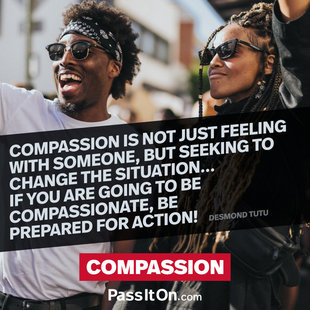 COMPASSION IS NOT JUST FEELING
WITH SOMEONE, BUT SEEKING TO
CHANGE THE SITUATION...
IF YOU ARE GOING TO BE
COMPASSIONATE, BE
PREPARED FOR ACTION! DESMOND TUTU
COMPASSION
PassItOn.com